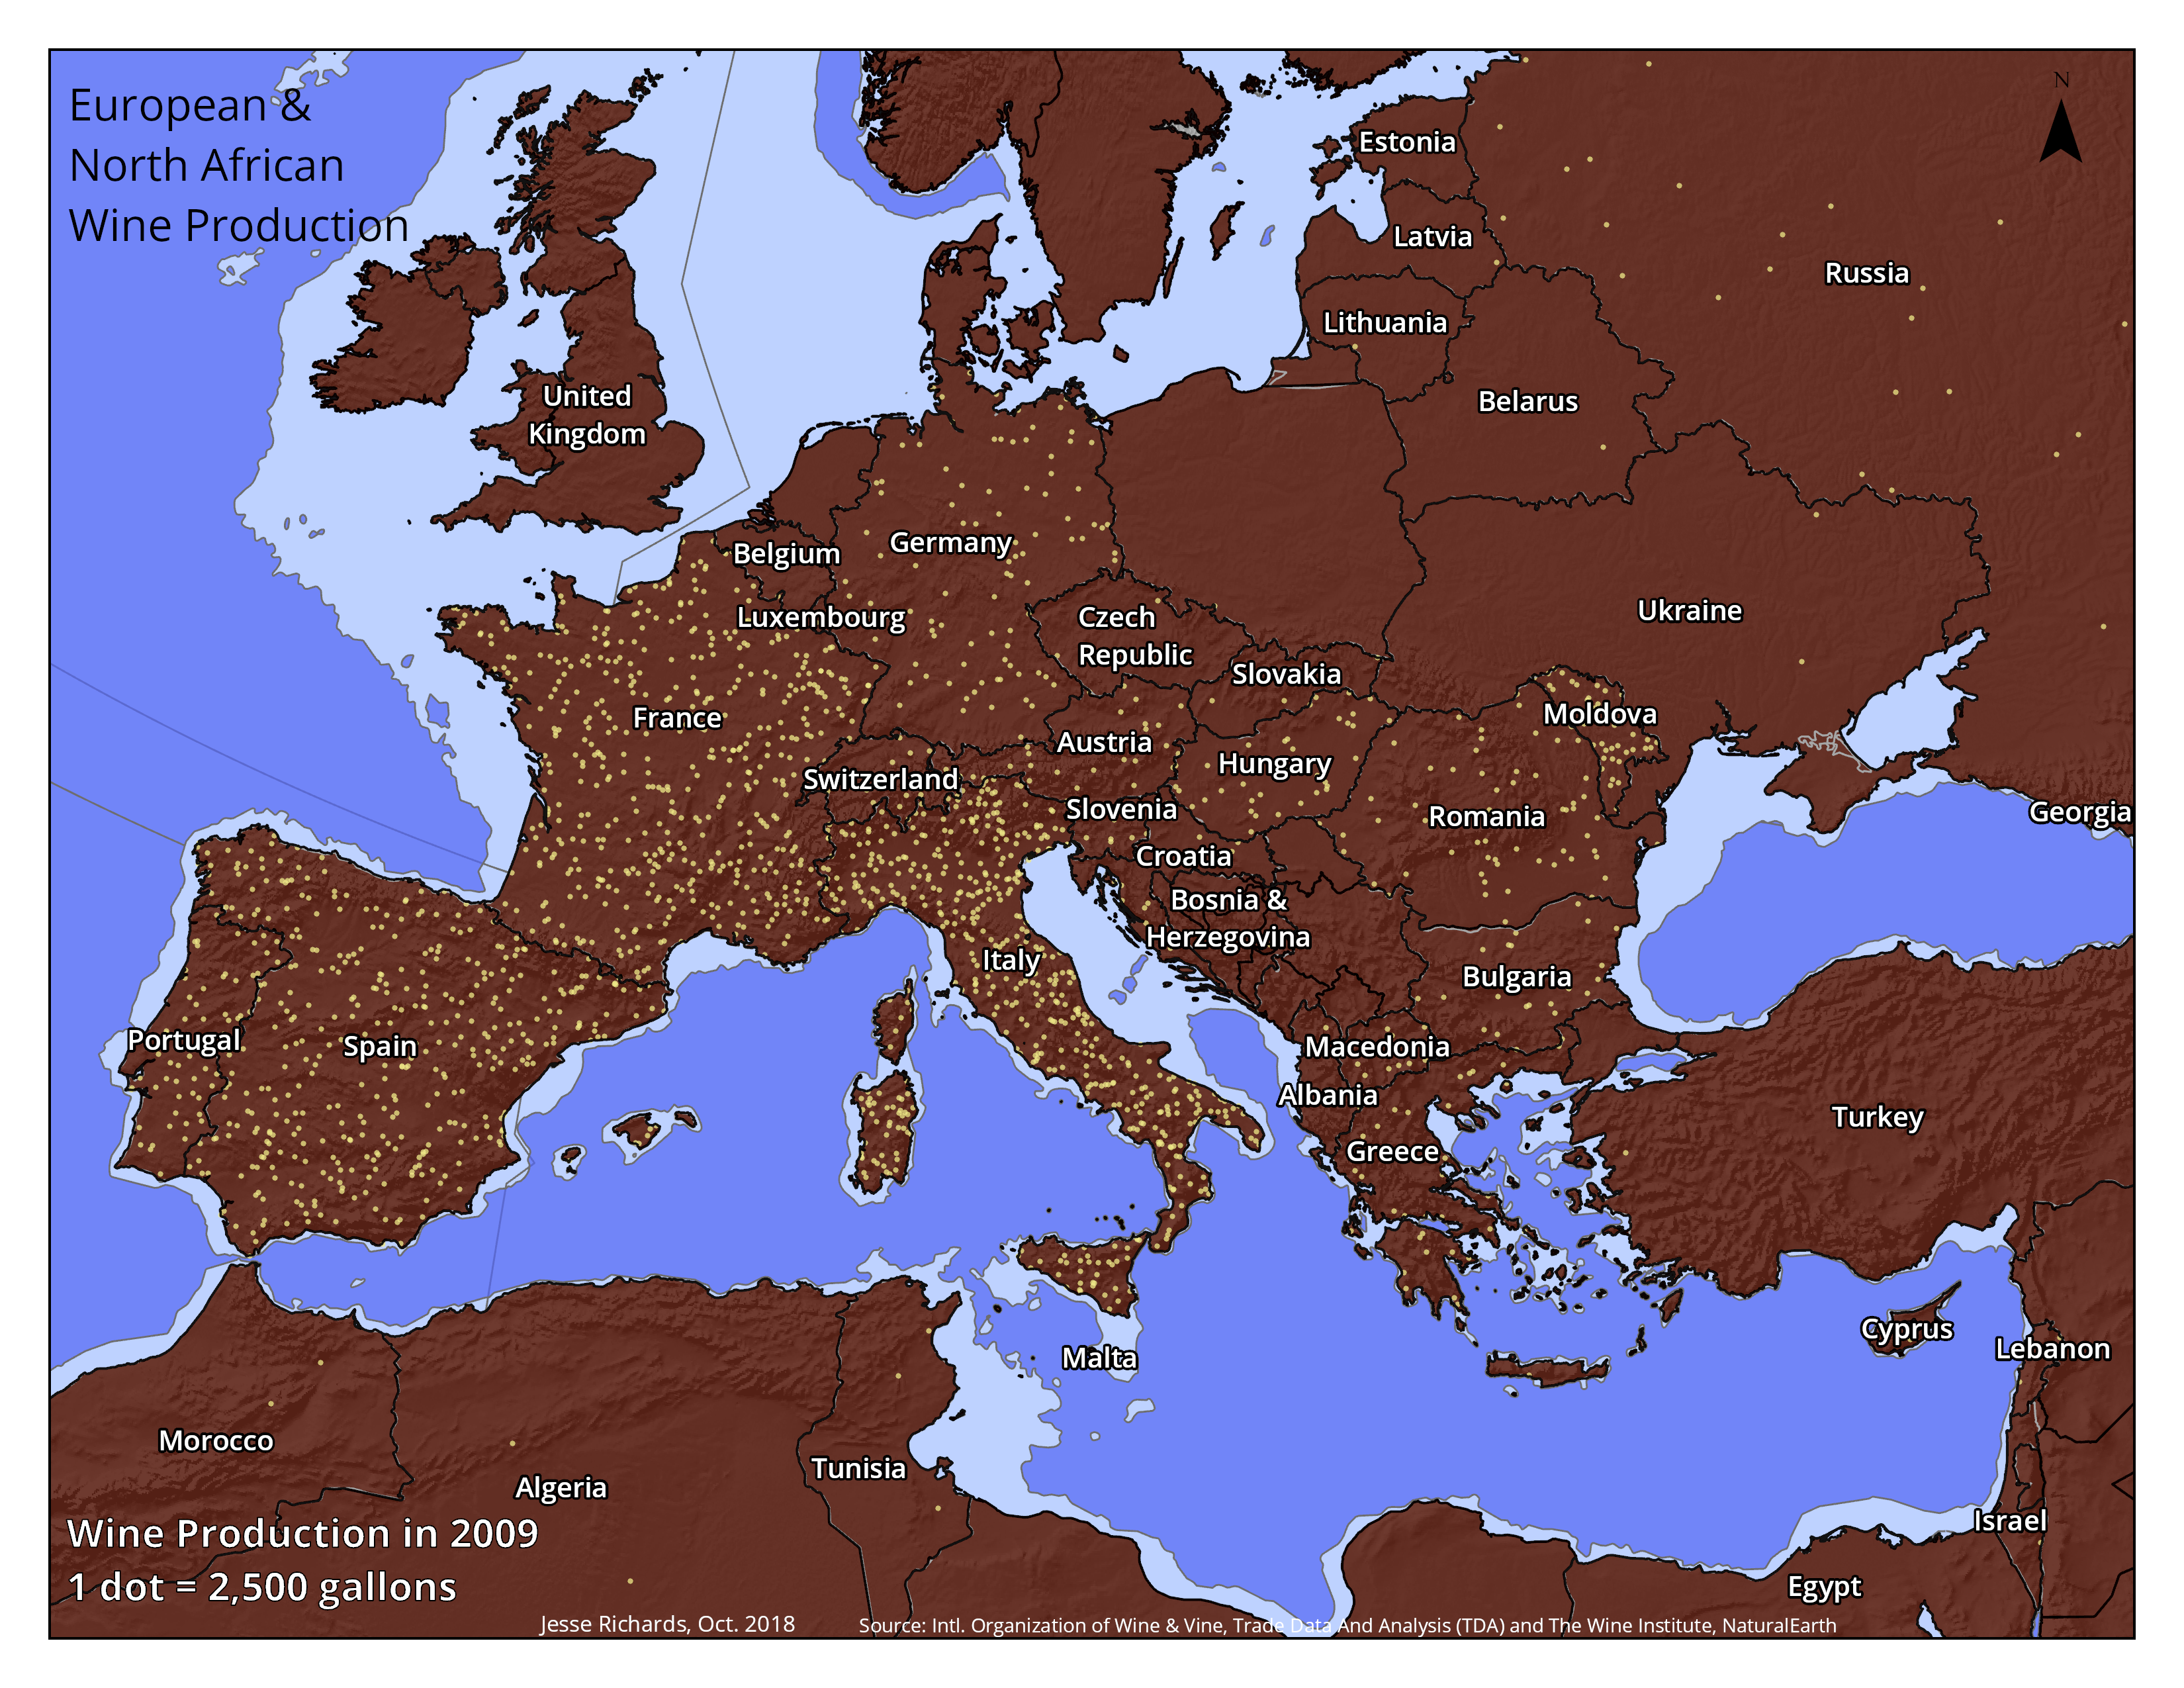 European &
North African
Wine Production
N
Estonia
Latvia
Russia
Lithuania
United
Kingdom
Belarus
Belgium
Germany
Luxembourg
Czech
Republic
Ukraine
Slovakia
France
Moldova
Austria
Switzerland
Hungary
Slovenia
Romania
Georgia
Croatia
Bosnia &
Herzegovina
Italy
Bulgaria
Portugal
Spain
Macedonia
Albania
Greece
Turkey
Cyprus
Lebanon
Malta
Morocco
Tunisia
Algeria
Israel
Egypt
Wine Production in 2009
1 dot = 2,500 gallons
Jesse Richards, Oct. 2018
Source: Intl. Organization of Wine & Vine, Trade Data And Analysis (TDA) and The Wine Institute, NaturalEarth